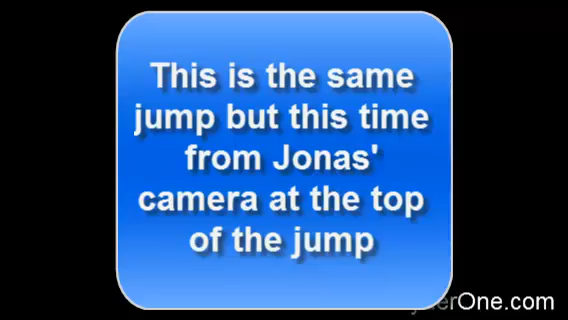 This is the same
jump but this time
from Jonas'
camera at the top
of the jump